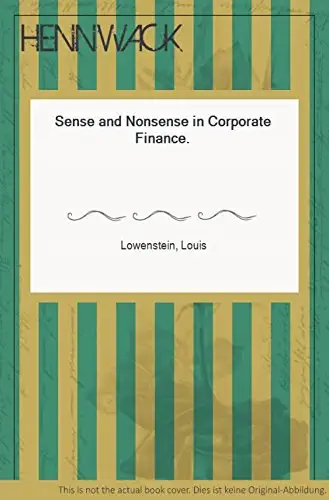 HENNWACK
Sense and Nonsense in Corporate
Finance.
Lowenstein, Louis
This is not the actual book cover. Dies ist keine Original-Abbildung.